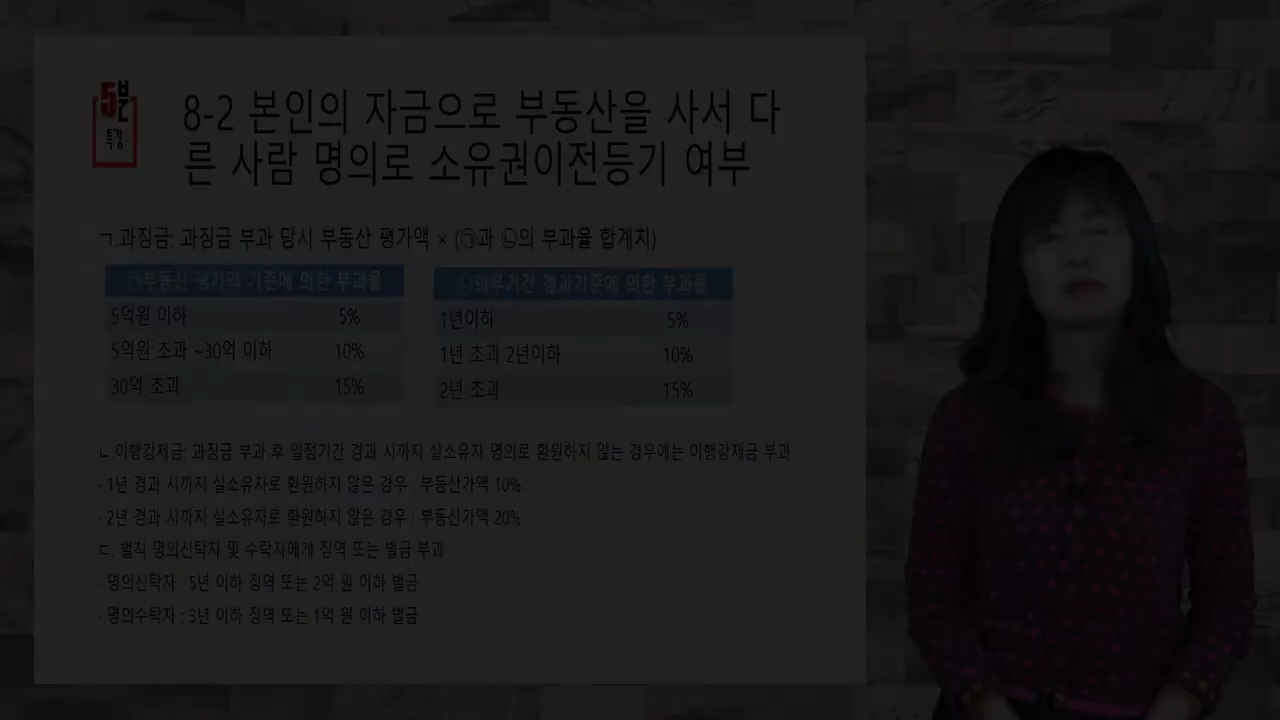 5분
특강
8-2 본인의 자금으로 부동산을 사서 다
른 사람 명의로 소유권이전등기 여부
ㄱ.과징금: 과징금 부과 당시 부동산 평가액 × (㉠과 ㉡의 부과율 합계치)
㉠부동산 평가액 기준에 의한 부과율
5억원 이하 5%
5억원 초과 ~30억 이하 10%
30억 초과 15%
㉡의무기간 경과기준에 의한 부과율
1년이하 5%
1년 초과 2년이하 10%
2년 초과 15%
ㄴ.이행강제금: 과징금 부과 후 일정기간 경과 시까지 실소유자 명의로 환원하지 않는 경우에는 이행강제금 부과
· 1년 경과 시까지 실소유자로 환원하지 않은 경우 : 부동산가액 10%
· 2년 경과 시까지 실소유자로 환원하지 않은 경우 : 부동산가액 20%
ㄷ. 벌칙 명의신탁자 및 수탁자에게 징역 또는 벌금 부과
· 명의신탁자 : 5년 이하 징역 또는 2억 원 이하 벌금
· 명의수탁자 : 3년 이하 징역 또는 1억 원 이하 벌금